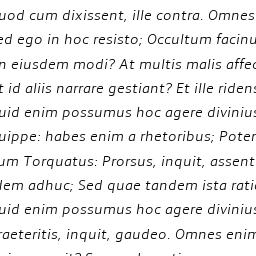 uod cum dixissent, ille contra. Omnes
ed ego in hoc resisto; Occultum facinu
n eiusdem modi? At multis malis affec
t id aliis narrare gestiant? Et ille ridens
uid enim possumus hoc agere divinius
uippe: habes enim a rhetoribus; Poter
um Torquatus: Prorsus, inquit, assent
dem adhuc; Sed quae tandem ista ratio
uid enim possumus hoc agere divinius
raeteritis, inquit, gaudeo. Omnes enim